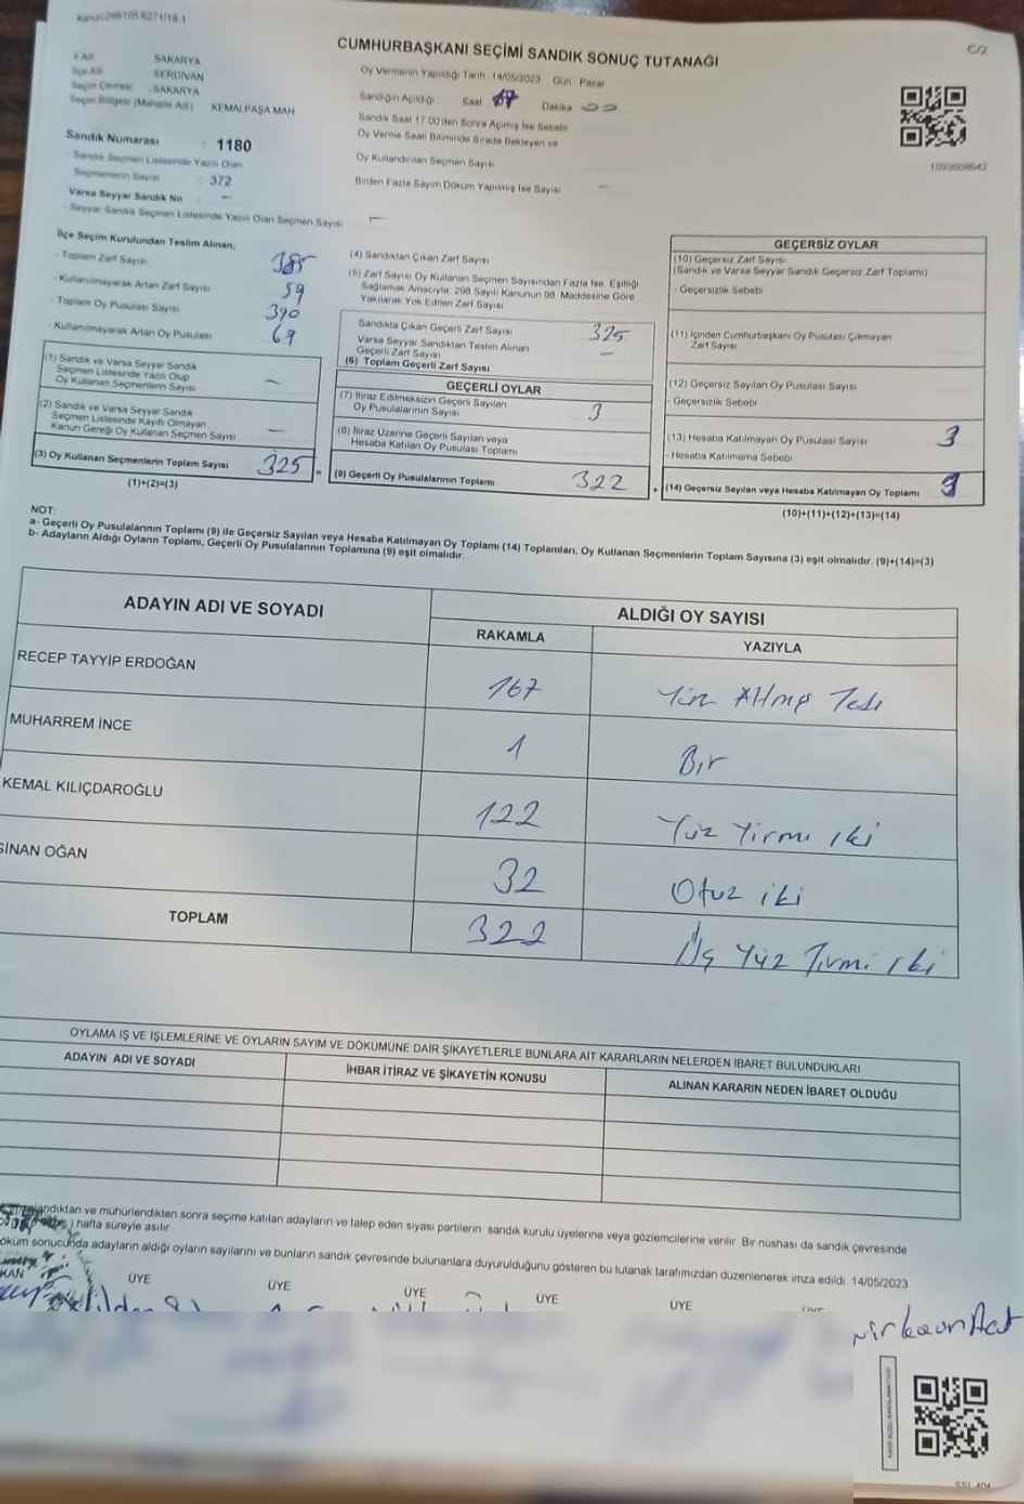 CUMHURBAŞKANI SEÇİMİ SANDIK SONUÇ TUTANAĞI
C/2
SAKARYA
SERDİVAN
SAKARYA
Seçim Bölgesi (Mahalle Adı) KEMALPAŞA MAH
Oy Vermenin Yapıldığı Tarih 14/05/2023 Gün Pazar
Sandığın Açıldığı Saat 17 Dakika
Sandık Saat 17.00'den Sonra Açılmış İse Sebebi
Oy Verme Saati Bitiminde Sırada Bekleyen ve
Oy Kullandırılan Seçmen Sayısı
Birden Fazla Sayım Döküm Yapılmış İse Sayısı —
Sandık Numarası : 1180
Sandık Seçmen Listesinde Yazılı Olan
Seçmenlerin Sayısı : 372
Varsa Seyyar Sandık No —
Seyyar Sandık Seçmen Listesinde Yazılı Olan Seçmen Sayısı —
İlçe Seçim Kurulundan Teslim Alınan;
- Toplam Zarf Sayısı 385
- Kullanılmayarak Artan Zarf Sayısı 59
- Toplam Oy Pusulası Sayısı 390
- Kullanılmayarak Artan Oy Pusulası 69
(1) Sandık ve Varsa Seyyar Sandık
Seçmen Listesinde Yazılı Olup
Oy Kullanan Seçmenlerin Sayısı —
(2) Sandık ve Varsa Seyyar Sandık
Seçmen Listesinde Kayıtlı Olmayan
Kanun Gereği Oy Kullanan Seçmen Sayısı —
(3) Oy Kullanan Seçmenlerin Toplam Sayısı 325
(1)+(2)=(3)
(4) Sandıktan Çıkan Zarf Sayısı
(5) Zarf Sayısı Oy Kullanan Seçmen Sayısından Fazla İse, Eşitliği
Sağlamak Amacıyla, 298 Sayılı Kanunun 98. Maddesine Göre
Yakılarak Yok Edilen Zarf Sayısı
Sandıkta Çıkan Geçerli Zarf Sayısı 325
Varsa Seyyar Sandıktan Teslim Alınan
Geçerli Zarf Sayısı —
(6) Toplam Geçerli Zarf Sayısı
GEÇERLİ OYLAR
(7) İtiraz Edilmeksizin Geçerli Sayılan
Oy Pusulalarının Sayısı 3
(8) İtiraz Üzerine Geçerli Sayılan veya
Hesaba Katılan Oy Pusulası Toplamı
(9) Geçerli Oy Pusulalarının Toplamı 322
GEÇERSİZ OYLAR
(10) Geçersiz Zarf Sayısı
(Sandık ve Varsa Seyyar Sandık Geçersiz Zarf Toplamı)
- Geçersizlik Sebebi
(11) İçinden Cumhurbaşkanı Oy Pusulası Çıkmayan
Zarf Sayısı
(12) Geçersiz Sayılan Oy Pusulası Sayısı
- Geçersizlik Sebebi
(13) Hesaba Katılmayan Oy Pusulası Sayısı 3
- Hesaba Katılmama Sebebi
(14) Geçersiz Sayılan veya Hesaba Katılmayan Oy Toplamı 3
(10)+(11)+(12)+(13)=(14)
NOT:
a- Geçerli Oy Pusulalarının Toplamı (9) ile Geçersiz Sayılan veya Hesaba Katılmayan Oy Toplamı (14) Toplamları, Oy Kullanan Seçmenlerin Toplam Sayısına (3) eşit olmalıdır. (9)+(14)=(3)
b- Adayların Aldığı Oyların Toplamı, Geçerli Oy Pusulalarının Toplamına (9) eşit olmalıdır.
ADAYIN ADI VE SOYADI
ALDIĞI OY SAYISI
RAKAMLA
YAZIYLA
RECEP TAYYİP ERDOĞAN 167 Yüz Altmış Yedi
MUHARREM İNCE 1 Bir
KEMAL KILIÇDAROĞLU 122 Yüz Yirmi iki
SİNAN OĞAN 32 Otuz iki
TOPLAM 322 Üç Yüz Yirmi iki
OYLAMA İŞ VE İŞLEMLERİNE VE OYLARIN SAYIM VE DÖKÜMÜNE DAİR ŞİKAYETLERLE BUNLARA AİT KARARLARIN NELERDEN İBARET BULUNDUKLARI
ADAYIN ADI VE SOYADI
İHBAR İTİRAZ VE ŞİKAYETİN KONUSU
ALINAN KARARIN NEDEN İBARET OLDUĞU
ve mühürlendikten sonra seçime katılan adayların ve talep eden siyasi partilerin sandık kurulu üyelerine veya gözlemcilerine verilir. Bir nüshası da sandık çevresinde
) hafta süreyle asılır
sonucunda adayların aldığı oyların sayılarını ve bunların sandık çevresinde bulunanlara duyurulduğunu gösteren bu tutanak tarafımızdan düzenlenerek imza edildi. 14/05/2023
ÜYE ÜYE ÜYE ÜYE ÜYE